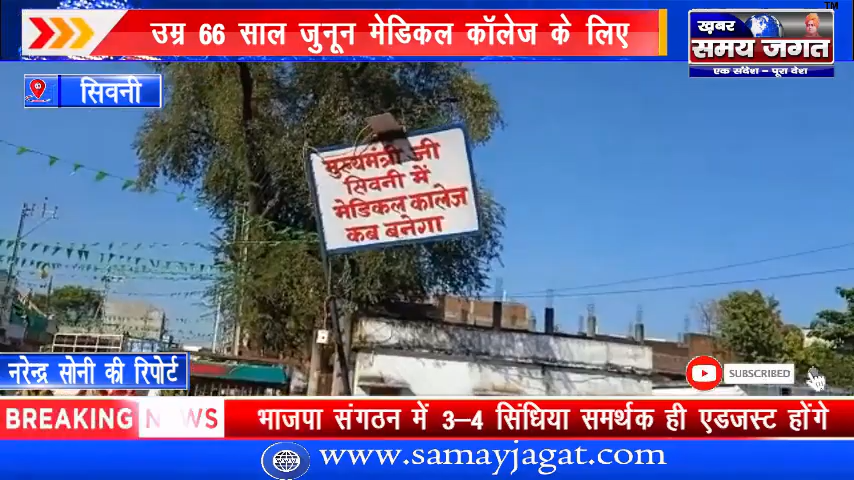 उम्र 66 साल जुनून मेडिकल कॉलेज के लिए
TM
ख़बर
समय जगत
एक संदेश - पूरा देश
सिवनी
मुख्यमंत्री जी
सिवनी में
मेडिकल कालेज
कब बनेगा
नरेन्द्र सोनी की रिपोर्ट
SUBSCRIBED
BREAKING NEWS
भाजपा संगठन में 3–4 सिंधिया समर्थक ही एडजस्ट होंगे
www.samayjagat.com